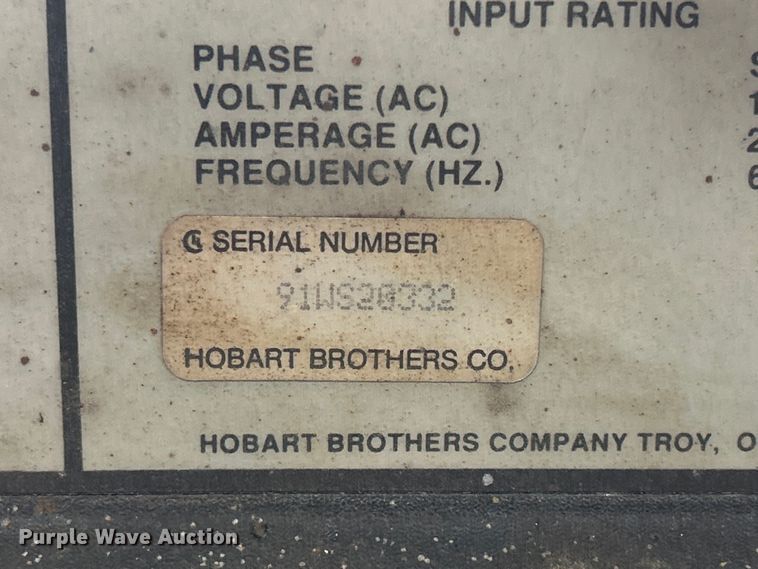 INPUT RATING
PHASE
VOLTAGE (AC)
AMPERAGE (AC)
FREQUENCY (HZ.)
SERIAL NUMBER
91WS20332
HOBART BROTHERS CO.
HOBART BROTHERS COMPANY TROY, O
Purple Wave Auction